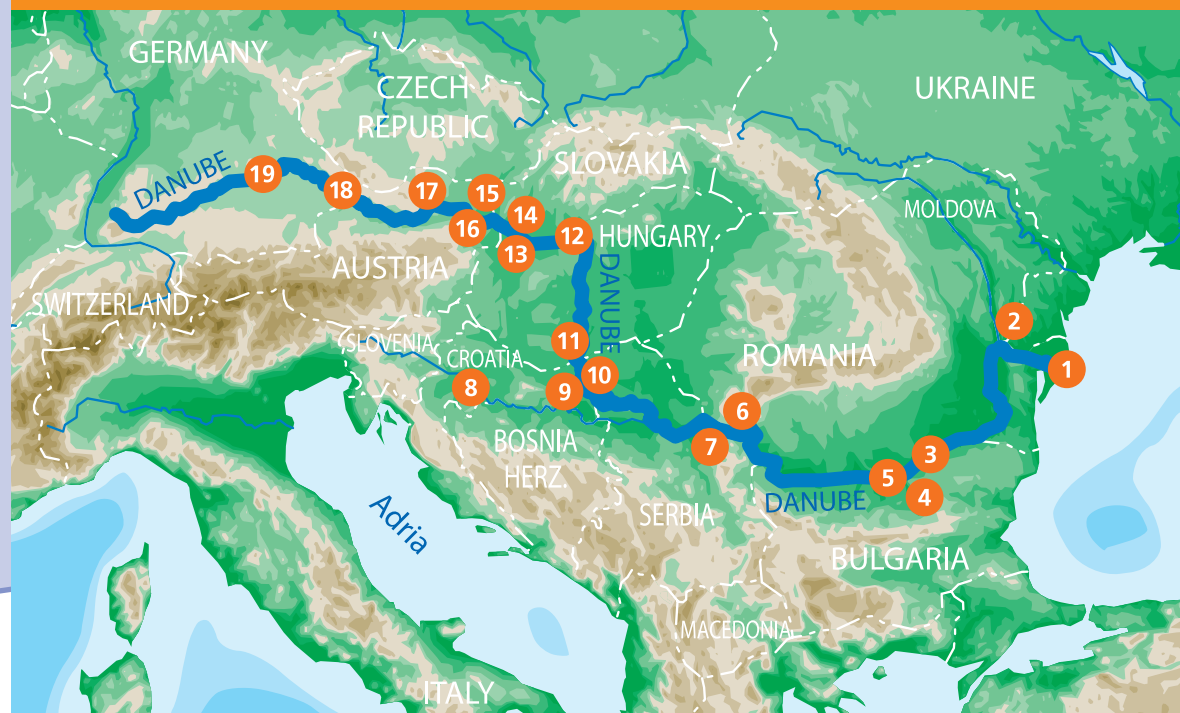 GERMANY
CZECH
REPUBLIC
UKRAINE
SLOVAKIA
DANUBE
19
18
17
15
16
14
13
12
HUNGARY
MOLDOVA
AUSTRIA
DANUBE
SWITZERLAND
SLOVENIA
CROATIA
11
10
9
8
ROMANIA
2
1
6
7
3
5
4
BOSNIA
HERZ.
DANUBE
SERBIA
Adria
BULGARIA
MACEDONIA
ITALY